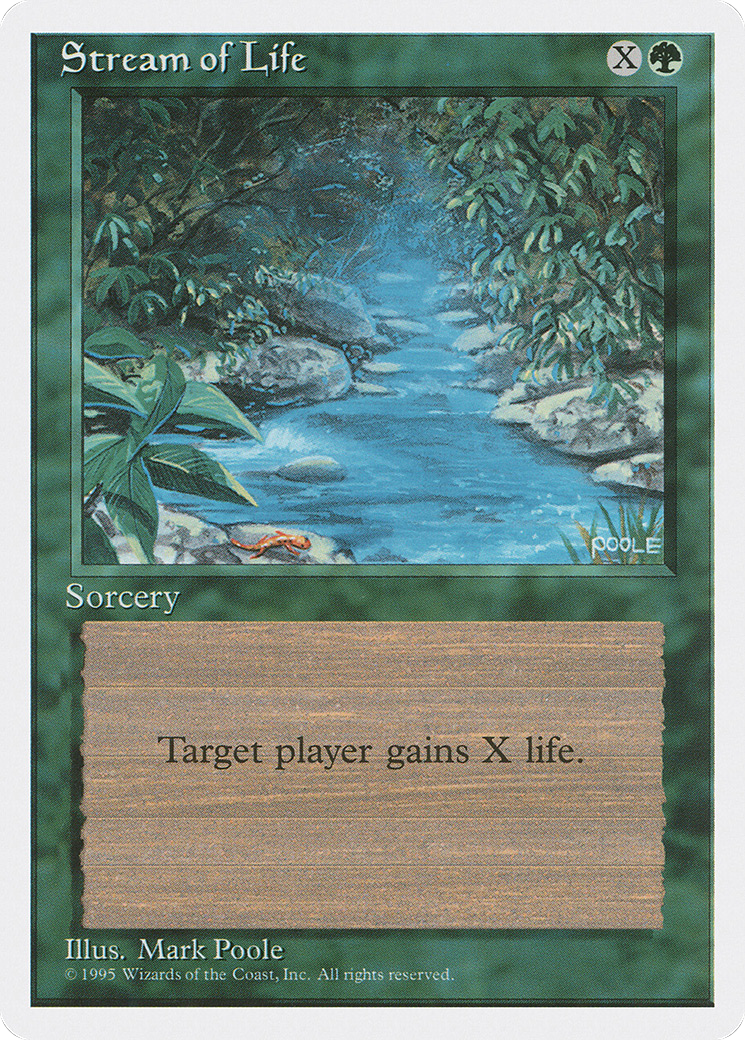 Stream of Life X
POOLE
Sorcery
Target player gains X life.
Illus. Mark Poole
© 1995 Wizards of the Coast, Inc. All rights reserved.